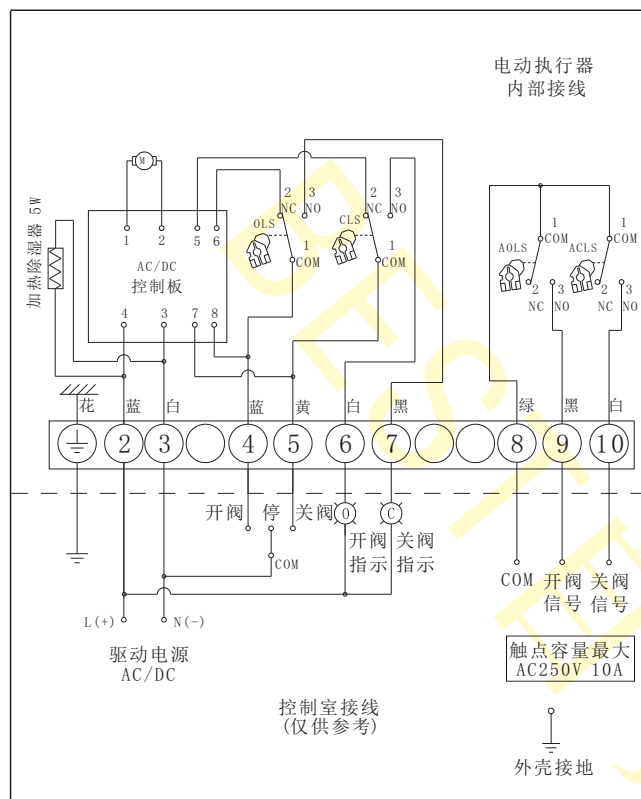 电动执行器
内部接线
M
加热除湿器 5W
1 2 5 6
AC/DC
控制板
4 3 7 8
OLS
2
NC
3
NO
1
COM
CLS
2
NC
3
NO
1
COM
AOLS
1
COM
2
NC
3
NO
ACLS
1
COM
2
NC
3
NO
花 蓝 白 蓝 黄 白 黑 绿 黑 白
2 3 4 5 6 7 8 9 10
开阀 停 关阀
O C
COM
开阀
指示
关阀
指示
COM
开阀
信号
关阀
信号
L(+) N(-)
驱动电源
AC/DC
触点容量最大
AC250V 10A
控制室接线
(仅供参考)
外壳接地